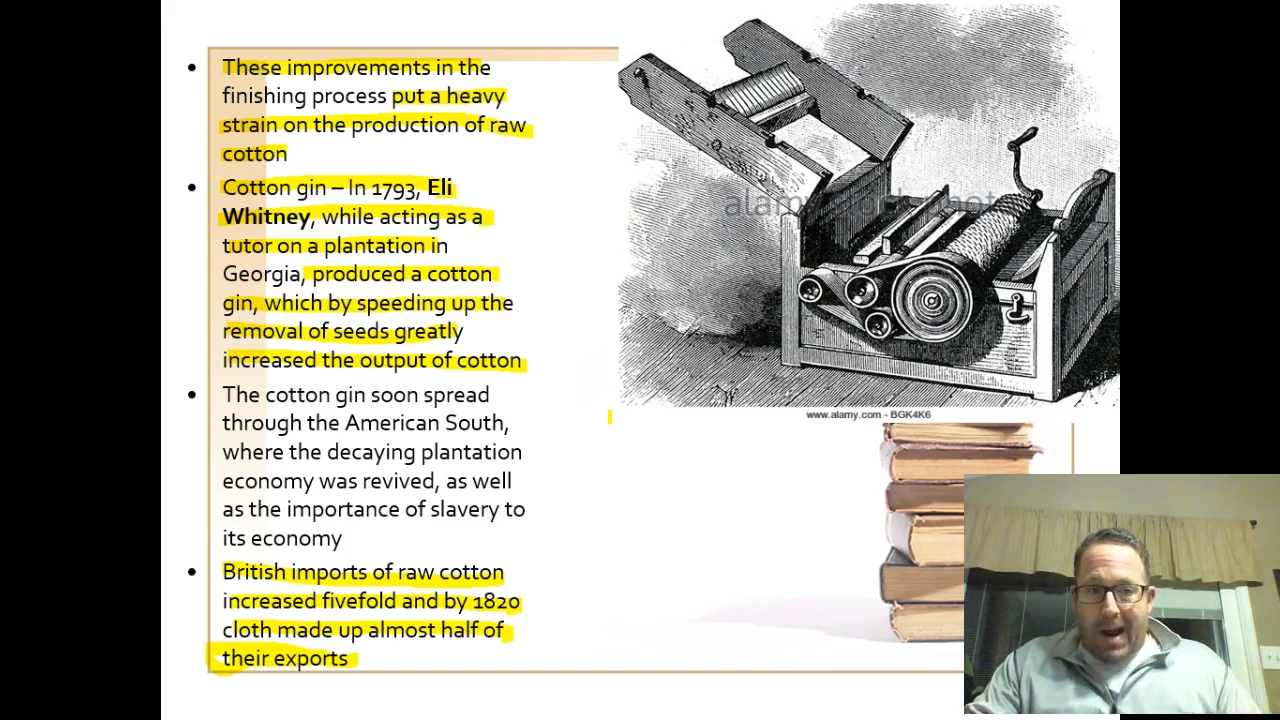 • These improvements in the
finishing process put a heavy
strain on the production of raw
cotton
• Cotton gin – In 1793, Eli
Whitney, while acting as a
tutor on a plantation in
Georgia, produced a cotton
gin, which by speeding up the
removal of seeds greatly
increased the output of cotton
• The cotton gin soon spread
through the American South,
where the decaying plantation
economy was revived, as well
as the importance of slavery to
its economy
• British imports of raw cotton
increased fivefold and by 1820
cloth made up almost half of
their exports
www.alamy.com - BGK4K6